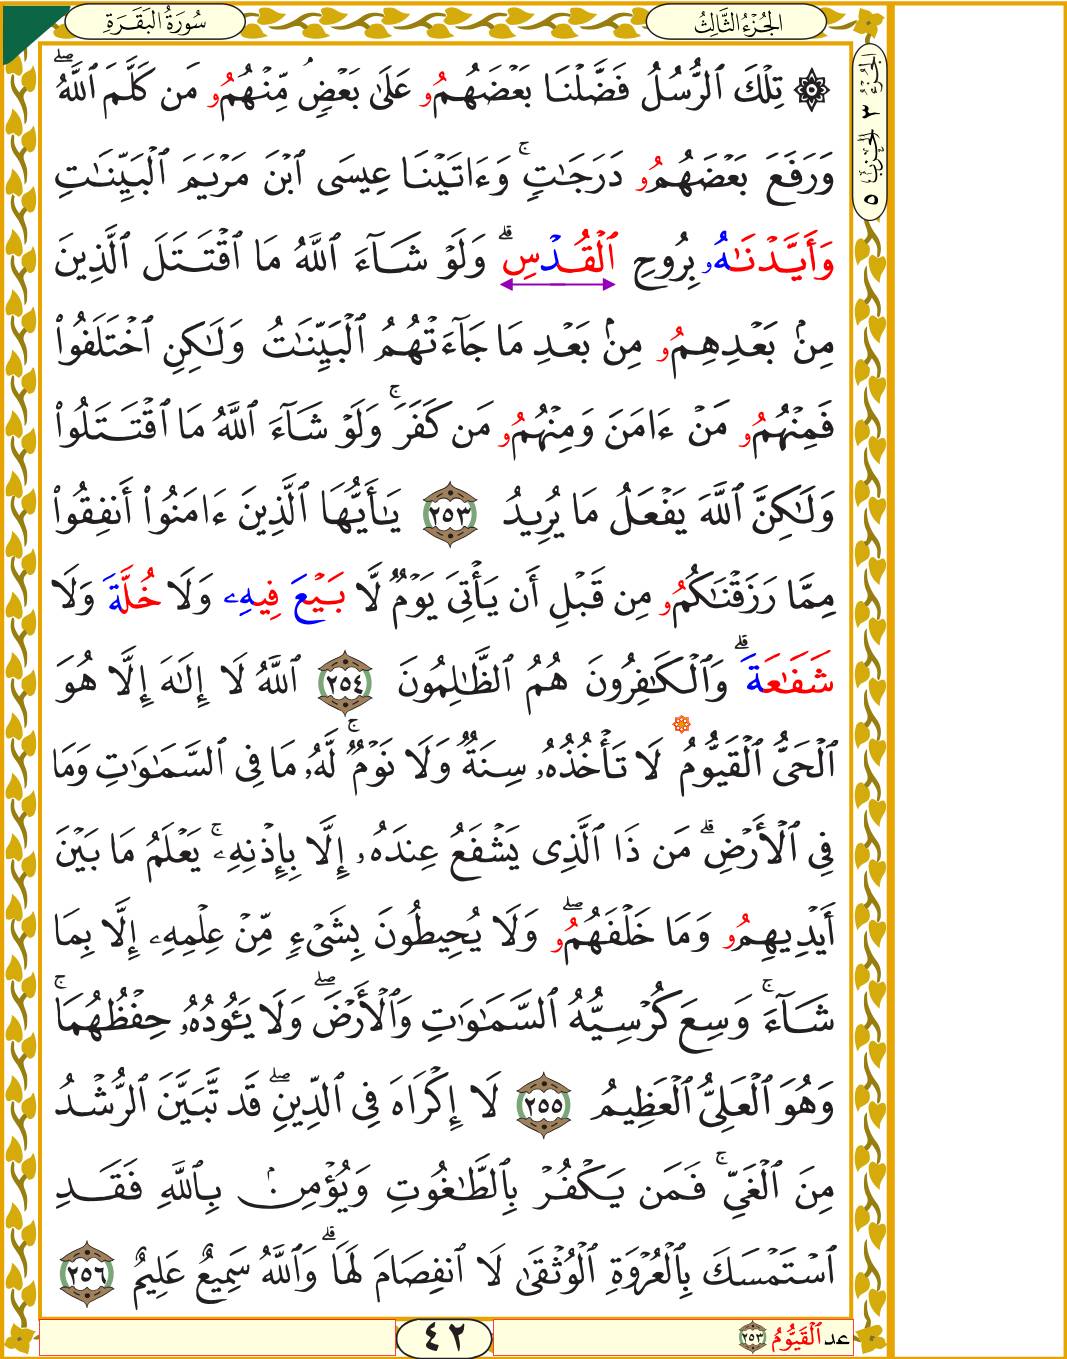 سُورَةُ البَقَرَةِ
الجُزْءُ الثَّالِثُ
الجُزْءُ ٣ الحِزْبُ ٥
۞ تِلْكَ ٱلرُّسُلُ فَضَّلْنَا بَعْضَهُمُۥ عَلَىٰ بَعْضٍۢ مِّنْهُمُۥ مَن كَلَّمَ ٱللَّهُۖ
وَرَفَعَ بَعْضَهُمُۥ دَرَجَٰتٍۚ وَءَاتَيْنَا عِيسَى ٱبْنَ مَرْيَمَ ٱلْبَيِّنَٰتِ
وَأَيَّدْنَٰهُۥ بِرُوحِ ٱلْقُدْسِۗ وَلَوْ شَآءَ ٱللَّهُ مَا ٱقْتَتَلَ ٱلَّذِينَ
مِنۢ بَعْدِهِمُۥ مِنۢ بَعْدِ مَا جَآءَتْهُمُ ٱلْبَيِّنَٰتُ وَلَٰكِنِ ٱخْتَلَفُوا۟
فَمِنْهُمُۥ مَنْ ءَامَنَ وَمِنْهُمُۥ مَن كَفَرَۚ وَلَوْ شَآءَ ٱللَّهُ مَا ٱقْتَتَلُوا۟
وَلَٰكِنَّ ٱللَّهَ يَفْعَلُ مَا يُرِيدُ ٢٥٣ يَٰٓأَيُّهَا ٱلَّذِينَ ءَامَنُوٓا۟ أَنفِقُوا۟
مِمَّا رَزَقْنَٰكُمُۥ مِن قَبْلِ أَن يَأْتِىَ يَوْمٌ لَّا بَيْعَ فِيهِۦ وَلَا خُلَّةَ وَلَا
شَفَٰعَةَۗ وَٱلْكَٰفِرُونَ هُمُ ٱلظَّٰلِمُونَ ٢٥٤ ٱللَّهُ لَا إِلَٰهَ إِلَّا هُوَ
ٱلْحَىُّ ٱلْقَيُّومُ لَا تَأْخُذُهُۥ سِنَةٌ وَلَا نَوْمٌۚ لَّهُۥ مَا فِى ٱلسَّمَٰوَٰتِ وَمَا
فِى ٱلْأَرْضِۗ مَن ذَا ٱلَّذِى يَشْفَعُ عِندَهُۥ إِلَّا بِإِذْنِهِۦۚ يَعْلَمُ مَا بَيْنَ
أَيْدِيهِمُۥ وَمَا خَلْفَهُمُۥۖ وَلَا يُحِيطُونَ بِشَىْءٍ مِّنْ عِلْمِهِۦ إِلَّا بِمَا
شَآءَۚ وَسِعَ كُرْسِيُّهُ ٱلسَّمَٰوَٰتِ وَٱلْأَرْضَۖ وَلَا يَـُٔودُهُۥ حِفْظُهُمَاۚ
وَهُوَ ٱلْعَلِىُّ ٱلْعَظِيمُ ٢٥٥ لَا إِكْرَاهَ فِى ٱلدِّينِۖ قَد تَّبَيَّنَ ٱلرُّشْدُ
مِنَ ٱلْغَىِّۚ فَمَن يَكْفُرْ بِٱلطَّٰغُوتِ وَيُؤْمِنۢ بِٱللَّهِ فَقَدِ
ٱسْتَمْسَكَ بِٱلْعُرْوَةِ ٱلْوُثْقَىٰ لَا ٱنفِصَامَ لَهَاۗ وَٱللَّهُ سَمِيعٌ عَلِيمٌ ٢٥٦
٤٢
عد ٱلْقَيُّومُ ٢٥٣